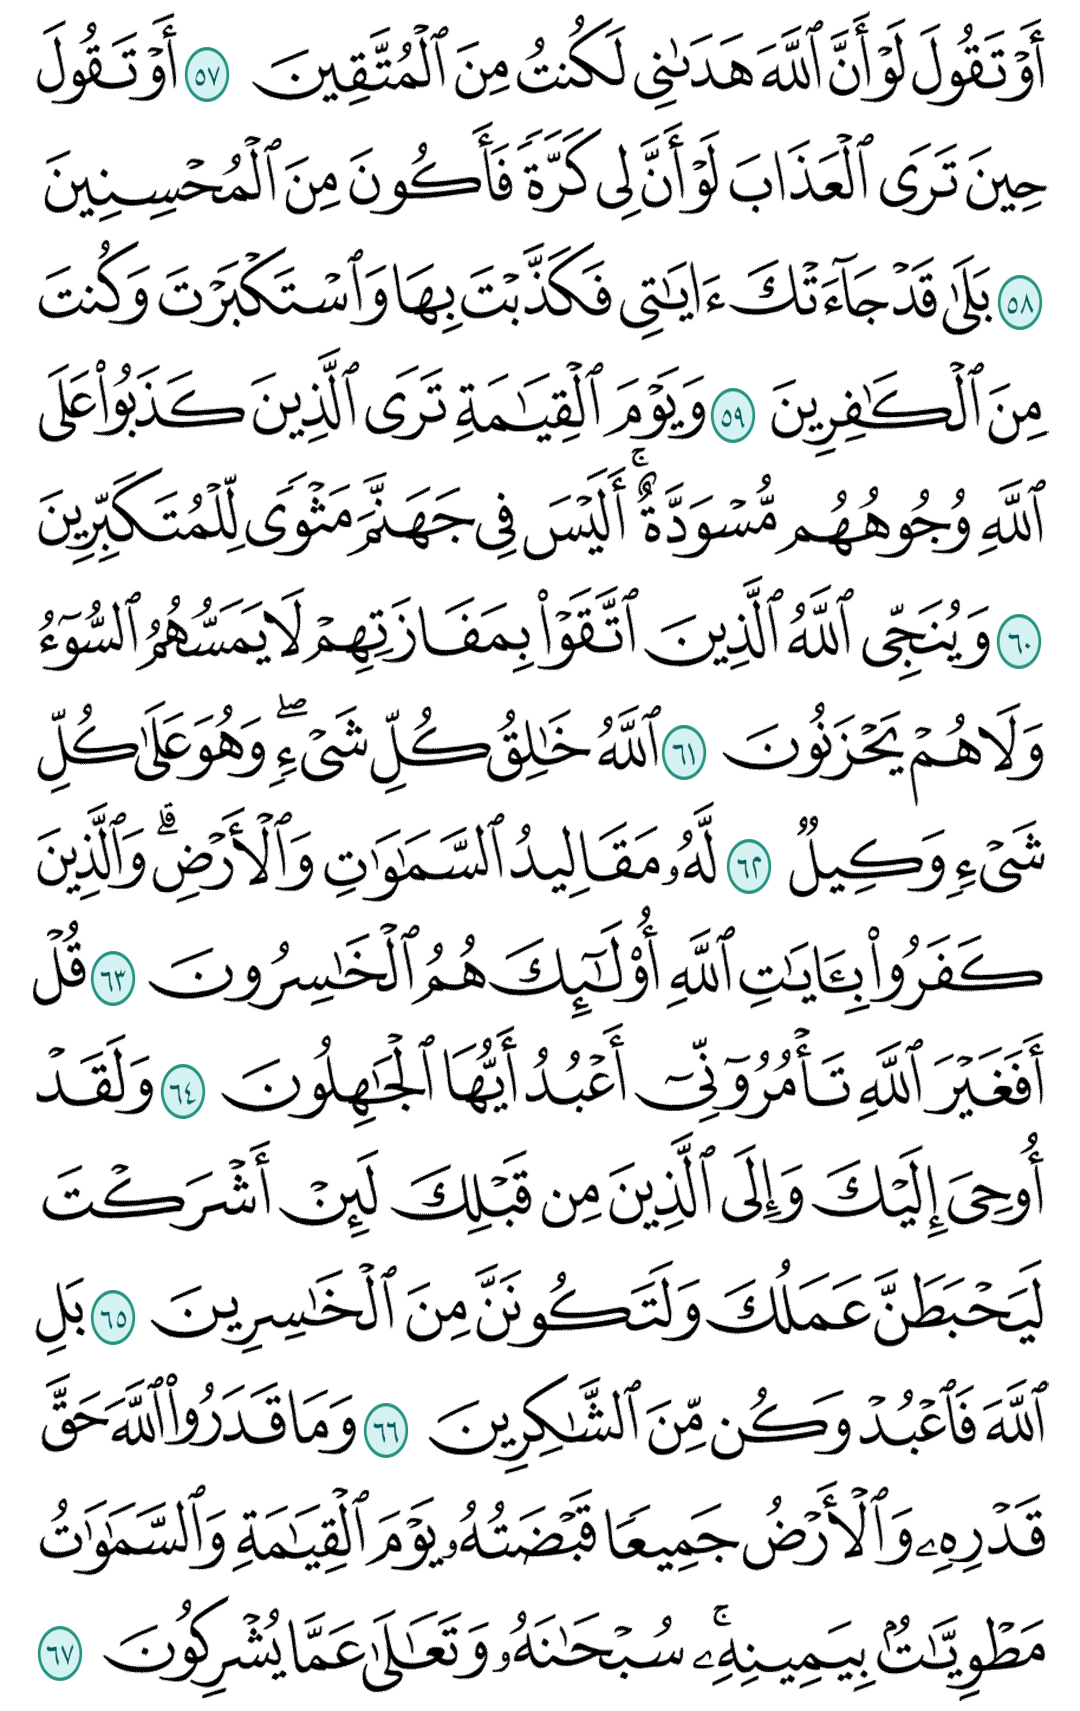 أَوۡ تَقُولَ لَوۡ أَنَّ ٱللَّهَ هَدَىٰنِي لَكُنتُ مِنَ ٱلۡمُتَّقِينَ ٥٧ أَوۡ تَقُولَ
حِينَ تَرَى ٱلۡعَذَابَ لَوۡ أَنَّ لِي كَرَّةٗ فَأَكُونَ مِنَ ٱلۡمُحۡسِنِينَ
٥٨ بَلَىٰ قَدۡ جَآءَتۡكَ ءَايَٰتِي فَكَذَّبۡتَ بِهَا وَٱسۡتَكۡبَرۡتَ وَكُنتَ
مِنَ ٱلۡكَٰفِرِينَ ٥٩ وَيَوۡمَ ٱلۡقِيَٰمَةِ تَرَى ٱلَّذِينَ كَذَبُواْ عَلَى
ٱللَّهِ وُجُوهُهُم مُّسۡوَدَّةٌۚ أَلَيۡسَ فِي جَهَنَّمَ مَثۡوٗى لِّلۡمُتَكَبِّرِينَ
٦٠ وَيُنَجِّي ٱللَّهُ ٱلَّذِينَ ٱتَّقَوۡاْ بِمَفَازَتِهِمۡ لَا يَمَسُّهُمُ ٱلسُّوٓءُ
وَلَا هُمۡ يَحۡزَنُونَ ٦١ ٱللَّهُ خَٰلِقُ كُلِّ شَيۡءٖۖ وَهُوَ عَلَىٰ كُلِّ
شَيۡءٖ وَكِيلٞ ٦٢ لَّهُۥ مَقَالِيدُ ٱلسَّمَٰوَٰتِ وَٱلۡأَرۡضِۗ وَٱلَّذِينَ
كَفَرُواْ بِـَٔايَٰتِ ٱللَّهِ أُوْلَٰٓئِكَ هُمُ ٱلۡخَٰسِرُونَ ٦٣ قُلۡ
أَفَغَيۡرَ ٱللَّهِ تَأۡمُرُوٓنِّيٓ أَعۡبُدُ أَيُّهَا ٱلۡجَٰهِلُونَ ٦٤ وَلَقَدۡ
أُوحِيَ إِلَيۡكَ وَإِلَى ٱلَّذِينَ مِن قَبۡلِكَ لَئِنۡ أَشۡرَكۡتَ
لَيَحۡبَطَنَّ عَمَلُكَ وَلَتَكُونَنَّ مِنَ ٱلۡخَٰسِرِينَ ٦٥ بَلِ
ٱللَّهَ فَٱعۡبُدۡ وَكُن مِّنَ ٱلشَّٰكِرِينَ ٦٦ وَمَا قَدَرُواْ ٱللَّهَ حَقَّ
قَدۡرِهِۦ وَٱلۡأَرۡضُ جَمِيعٗا قَبۡضَتُهُۥ يَوۡمَ ٱلۡقِيَٰمَةِ وَٱلسَّمَٰوَٰتُ
مَطۡوِيَّٰتُۢ بِيَمِينِهِۦۚ سُبۡحَٰنَهُۥ وَتَعَٰلَىٰ عَمَّا يُشۡرِكُونَ ٦٧